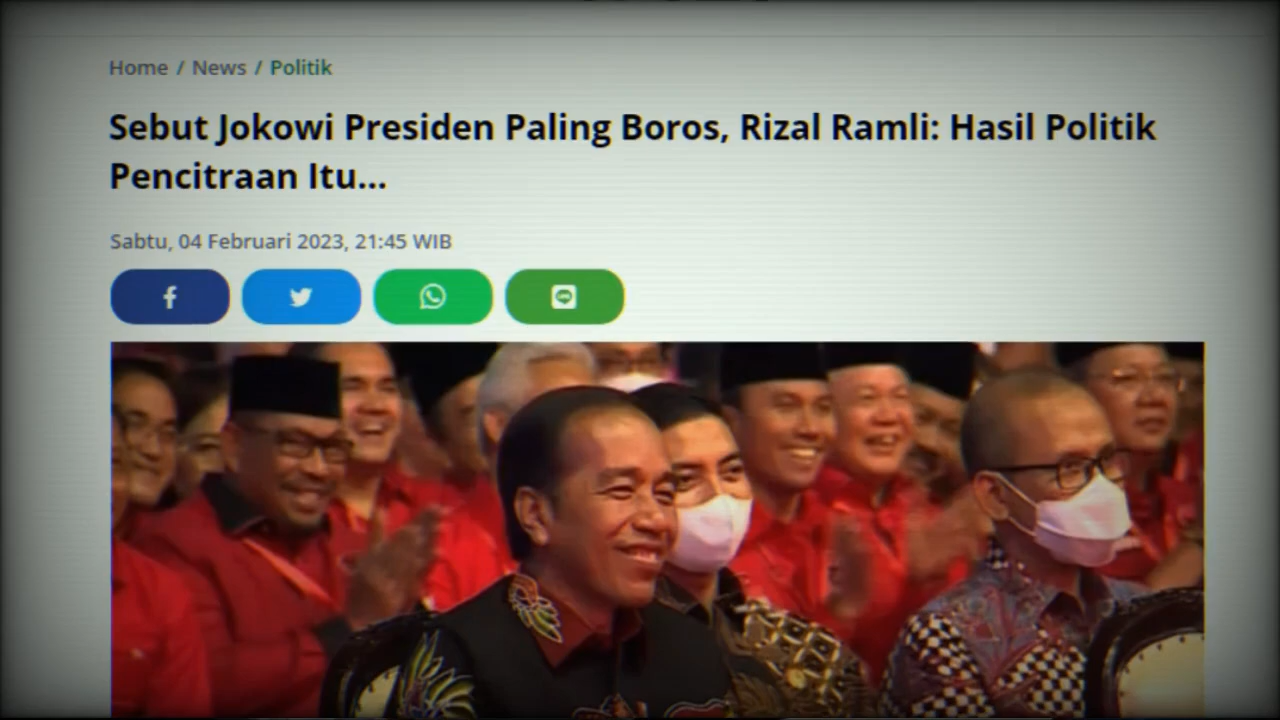 Home / News / Politik
Sebut Jokowi Presiden Paling Boros, Rizal Ramli: Hasil Politik
Pencitraan Itu...
Sabtu, 04 Februari 2023, 21:45 WIB